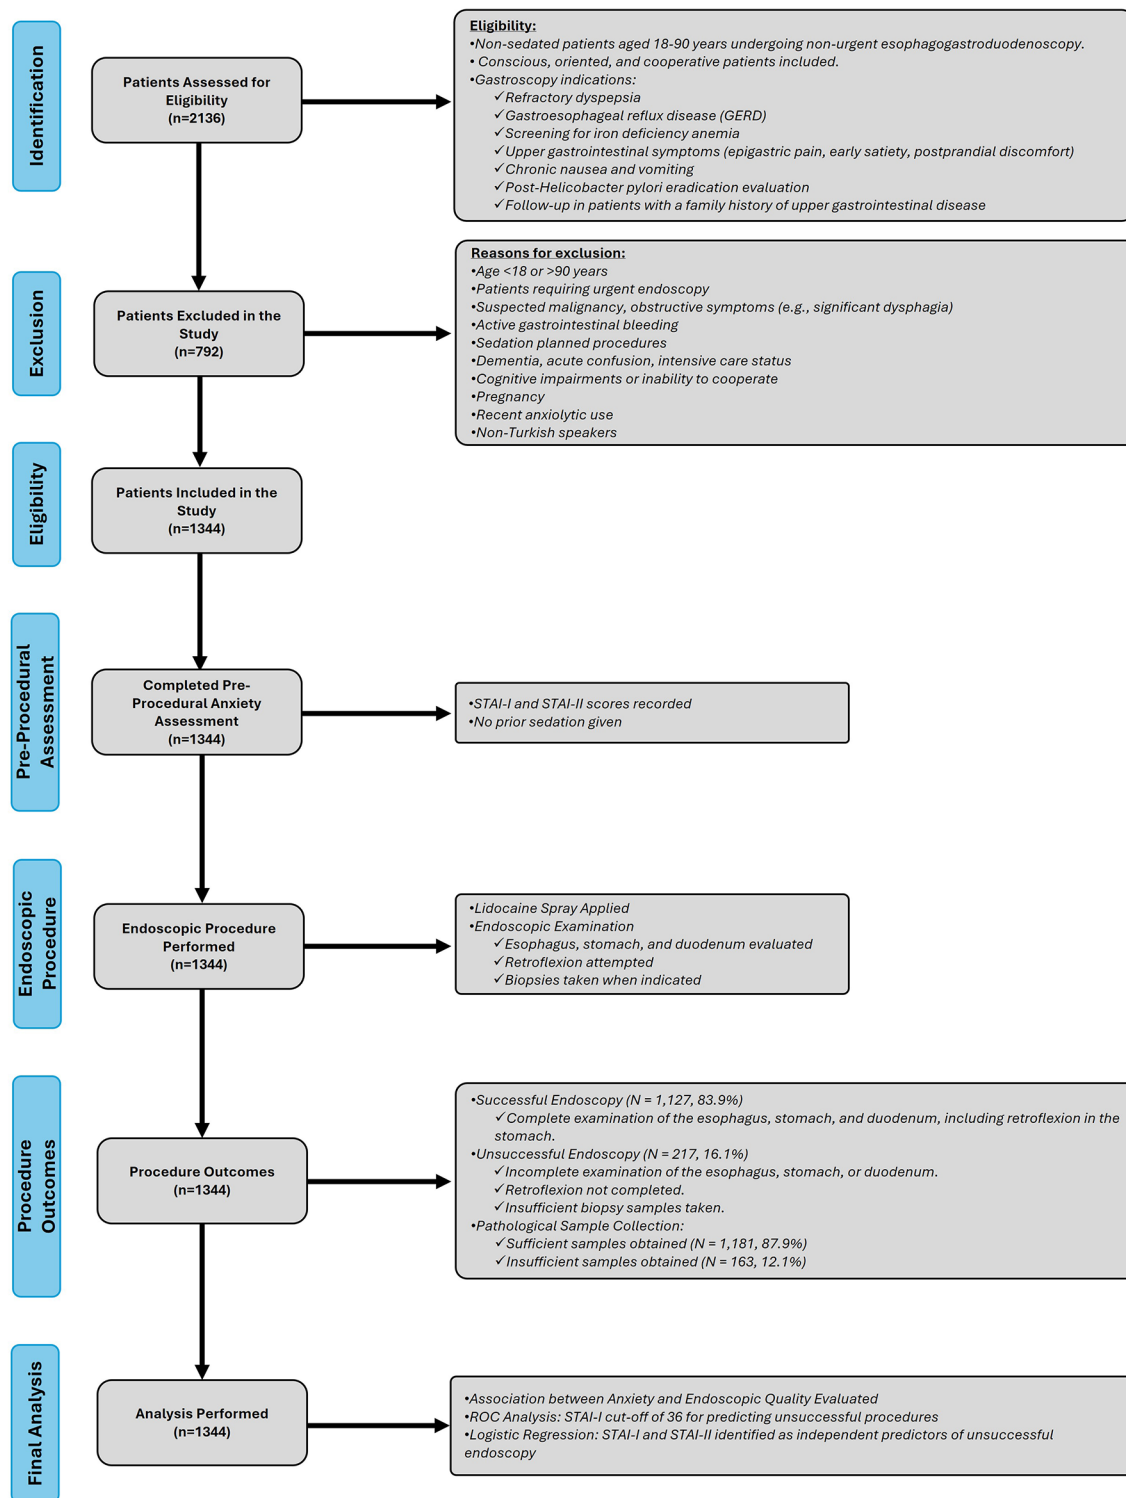 Identification
Patients Assessed for
Eligibility
(n=2136)
Eligibility:
•Non-sedated patients aged 18-90 years undergoing non-urgent esophagogastroduodenoscopy.
• Conscious, oriented, and cooperative patients included.
•Gastroscopy indications:
✓Refractory dyspepsia
✓Gastroesophageal reflux disease (GERD)
✓Screening for iron deficiency anemia
✓Upper gastrointestinal symptoms (epigastric pain, early satiety, postprandial discomfort)
✓Chronic nausea and vomiting
✓Post-Helicobacter pylori eradication evaluation
✓Follow-up in patients with a family history of upper gastrointestinal disease
Exclusion
Patients Excluded in the
Study
(n=792)
Reasons for exclusion:
•Age <18 or >90 years
•Patients requiring urgent endoscopy
•Suspected malignancy, obstructive symptoms (e.g., significant dysphagia)
•Active gastrointestinal bleeding
•Sedation planned procedures
•Dementia, acute confusion, intensive care status
•Cognitive impairments or inability to cooperate
•Pregnancy
•Recent anxiolytic use
•Non-Turkish speakers
Eligibility
Patients Included in the
Study
(n=1344)
Pre-Procedural
Assessment
Completed Pre-
Procedural Anxiety
Assessment
(n=1344)
•STAI-I and STAI-II scores recorded
•No prior sedation given
Endoscopic
Procedure
Endoscopic Procedure
Performed
(n=1344)
•Lidocaine Spray Applied
•Endoscopic Examination
✓Esophagus, stomach, and duodenum evaluated
✓Retroflexion attempted
✓Biopsies taken when indicated
Procedure
Outcomes
Procedure Outcomes
(n=1344)
•Successful Endoscopy (N = 1,127, 83.9%)
✓Complete examination of the esophagus, stomach, and duodenum, including retroflexion in the
stomach.
•Unsuccessful Endoscopy (N = 217, 16.1%)
✓Incomplete examination of the esophagus, stomach, or duodenum.
✓Retroflexion not completed.
✓Insufficient biopsy samples taken.
•Pathological Sample Collection:
✓Sufficient samples obtained (N = 1,181, 87.9%)
✓Insufficient samples obtained (N = 163, 12.1%)
Final Analysis
Analysis Performed
(n=1344)
•Association between Anxiety and Endoscopic Quality Evaluated
•ROC Analysis: STAI-I cut-off of 36 for predicting unsuccessful procedures
•Logistic Regression: STAI-I and STAI-II identified as independent predictors of unsuccessful
endoscopy